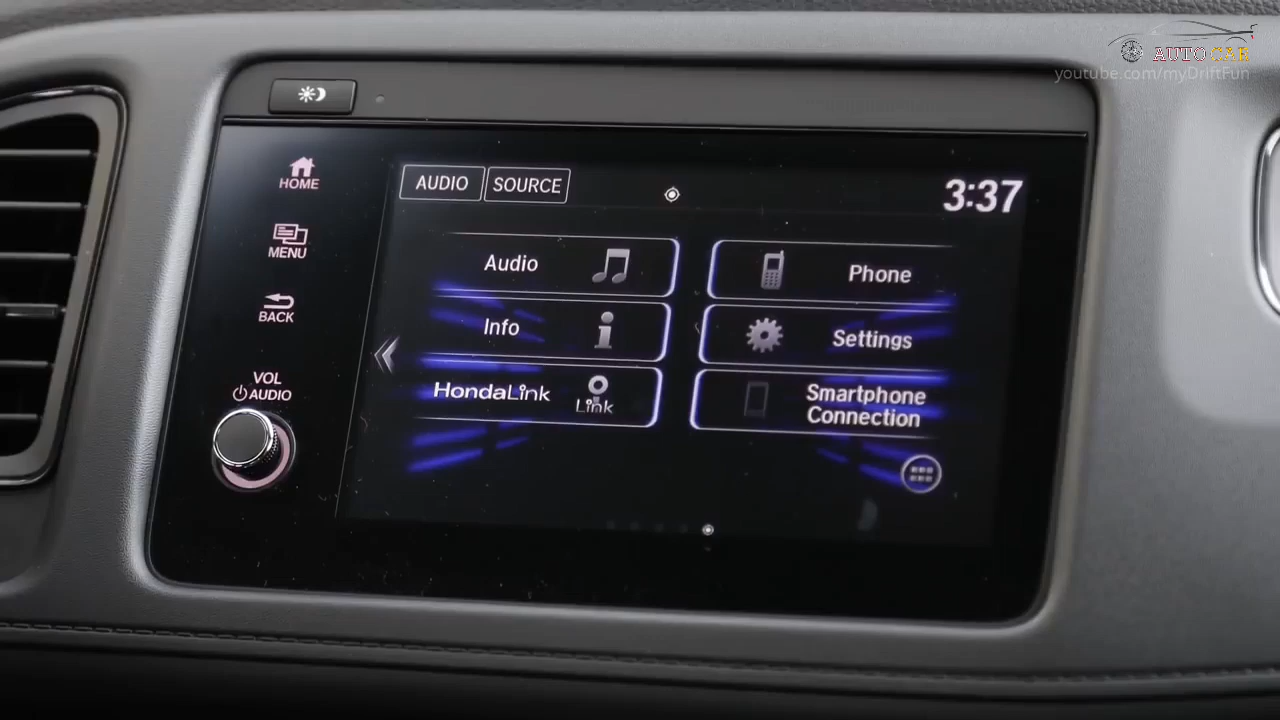 AUTO CAR
youtube.com/myDriftFun
HOME
MENU
BACK
VOL
AUDIO
AUDIO SOURCE
3:37
Audio
Phone
Info
Settings
HondaLink
Link
Smartphone
Connection